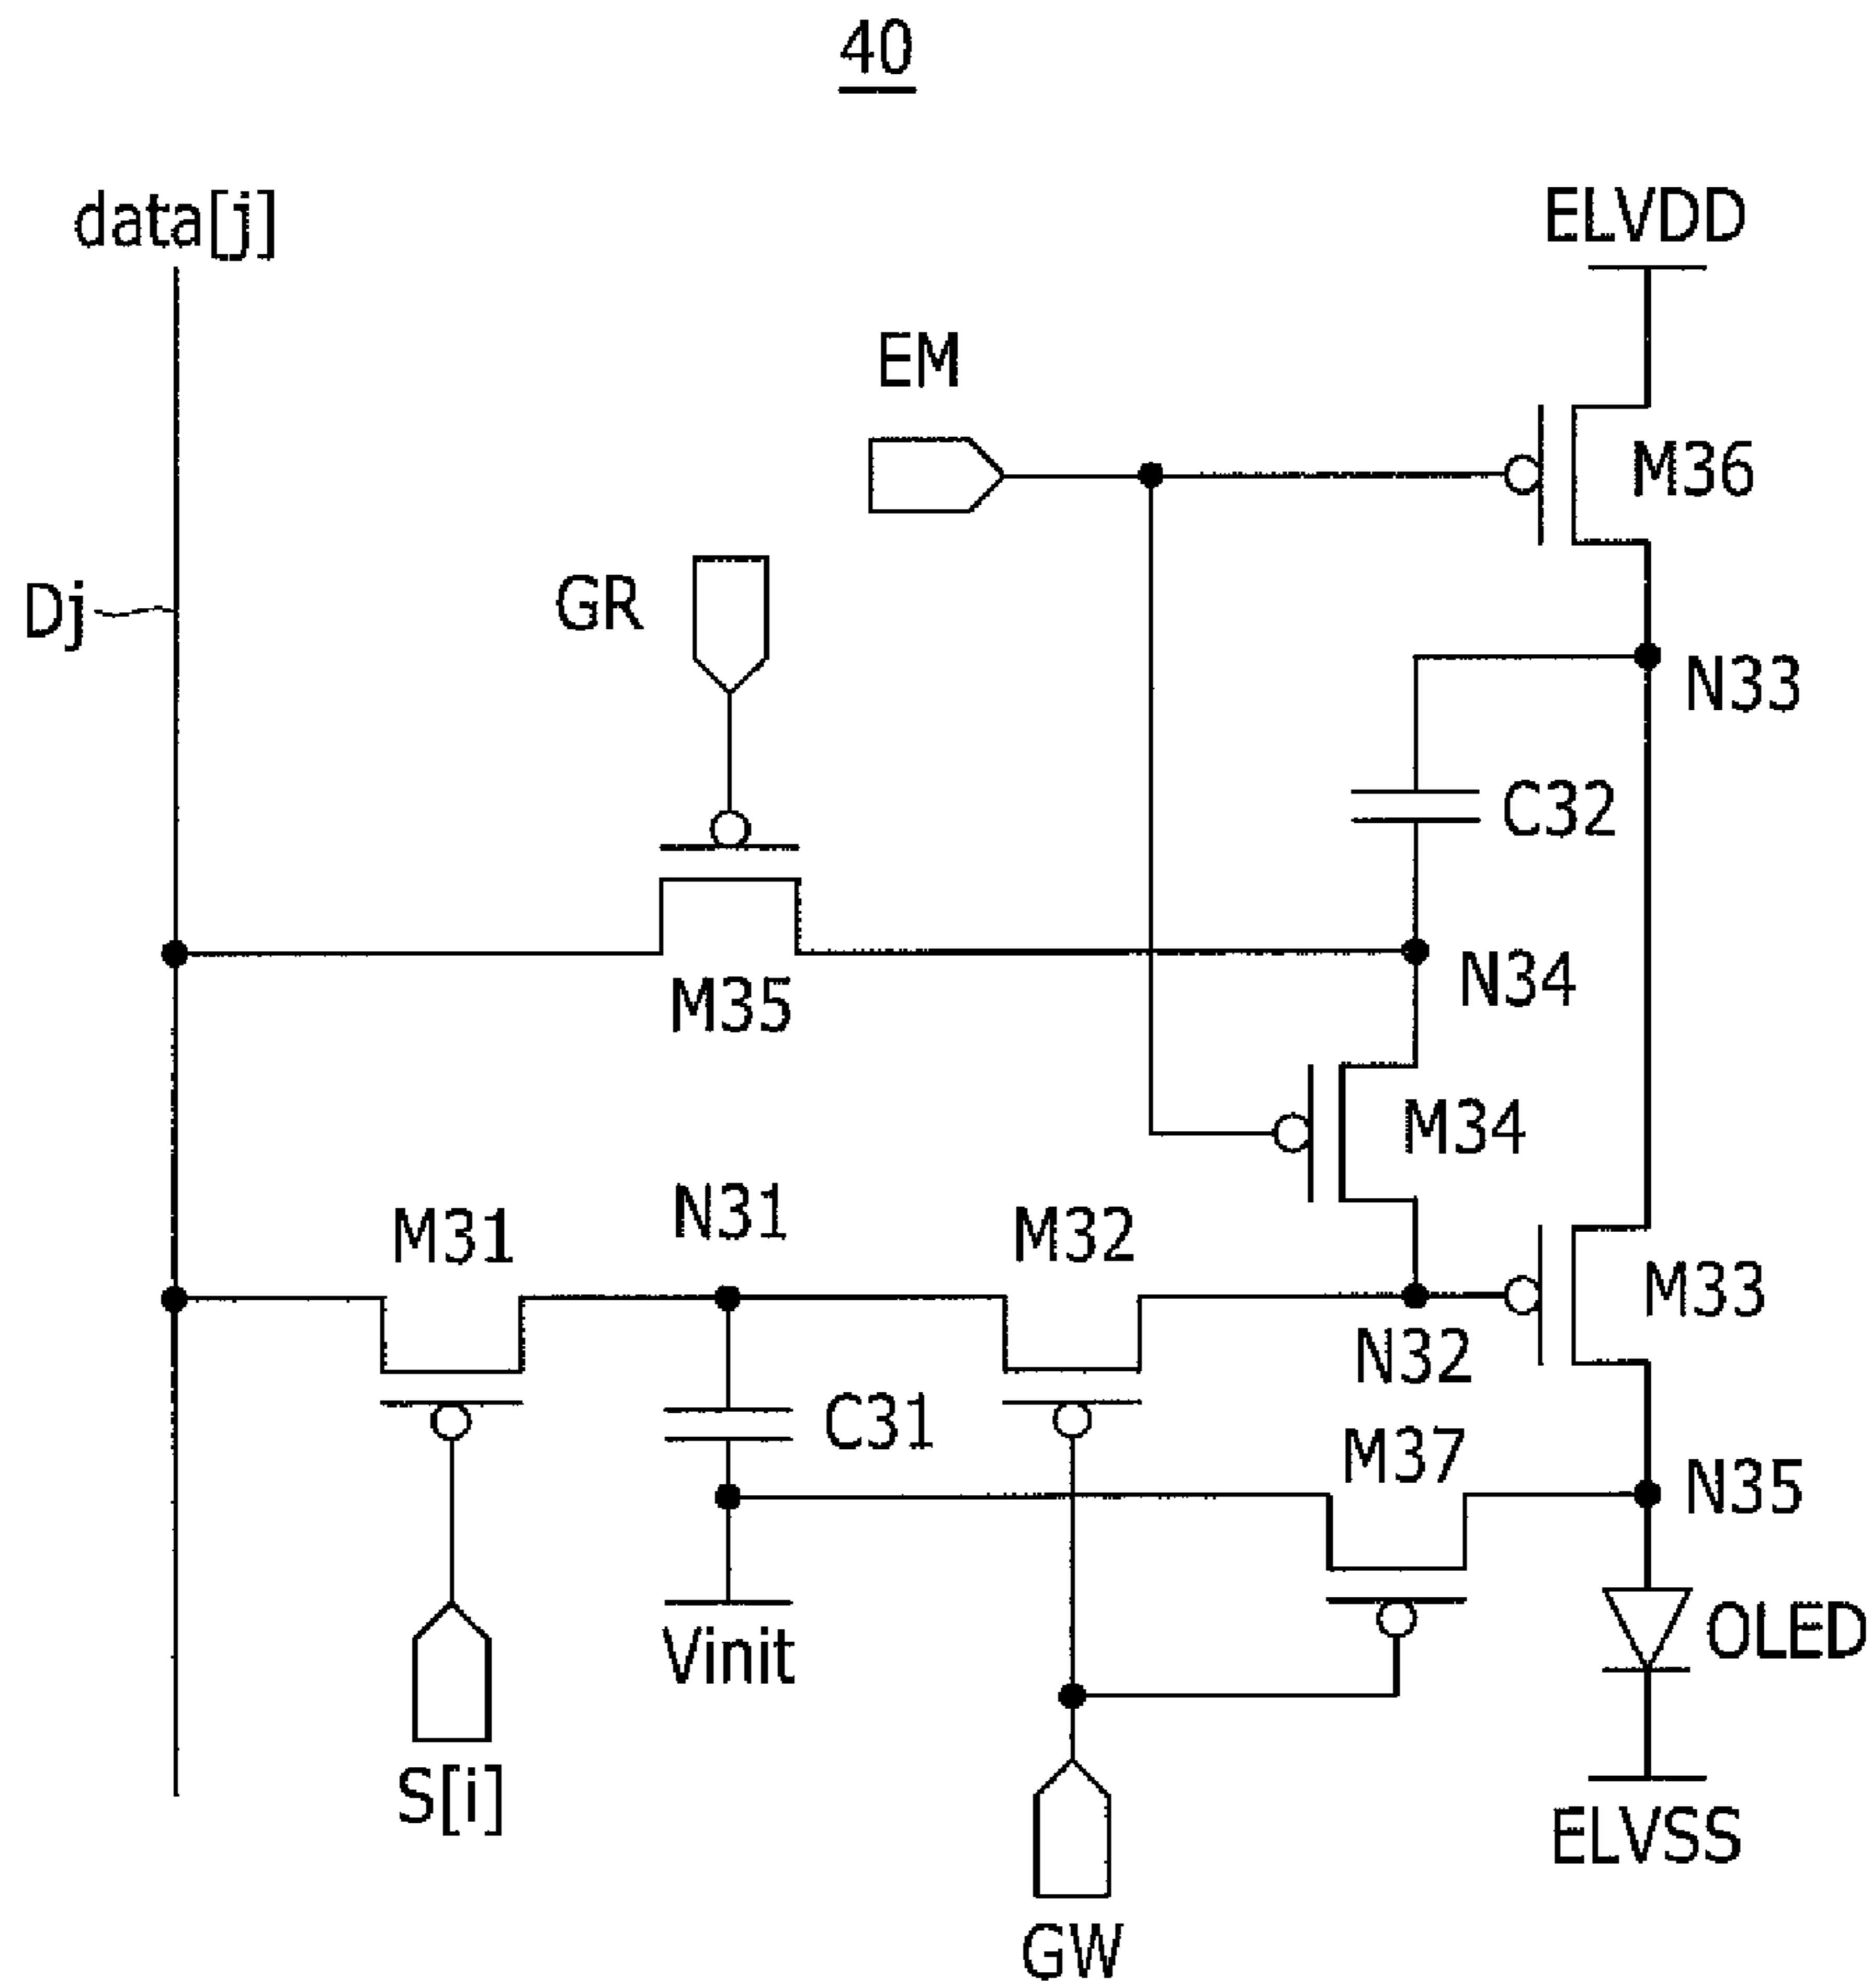 40
data[j]
ELVDD
EM
M36
GR
Dj
N33
C32
N34
M35
M34
N31
M31
M32
M33
N32
C31
M37
N35
OLED
Vinit
S[i]
ELVSS
GW